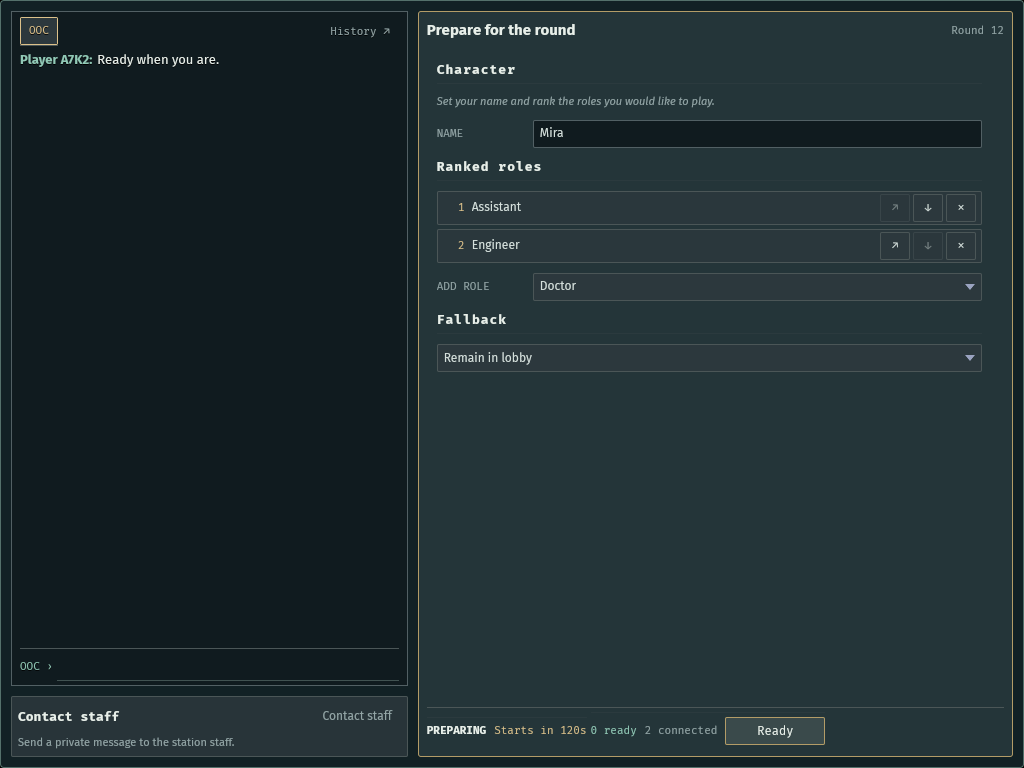 OOC
History ↗
Player A7K2: Ready when you are.
OOC ›
Contact staff
Contact staff
Send a private message to the station staff.
Prepare for the round
Round 12
Character
Set your name and rank the roles you would like to play.
NAME Mira
Ranked roles
1 Assistant ↗ ↓ ×
2 Engineer ↗ ↓ ×
ADD ROLE Doctor
Fallback
Remain in lobby
PREPARING Starts in 120s 0 ready 2 connected Ready